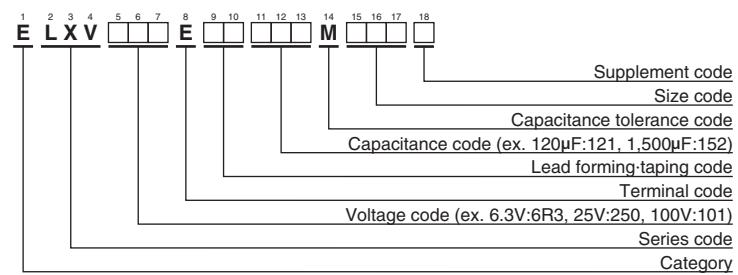 1 2 3 4 5 6 7 8 9 10 11 12 13 14 15 16 17 18
E L X V E M
Supplement code
Size code
Capacitance tolerance code
Capacitance code (ex. 120µF:121, 1,500µF:152)
Lead forming·taping code
Terminal code
Voltage code (ex. 6.3V:6R3, 25V:250, 100V:101)
Series code
Category